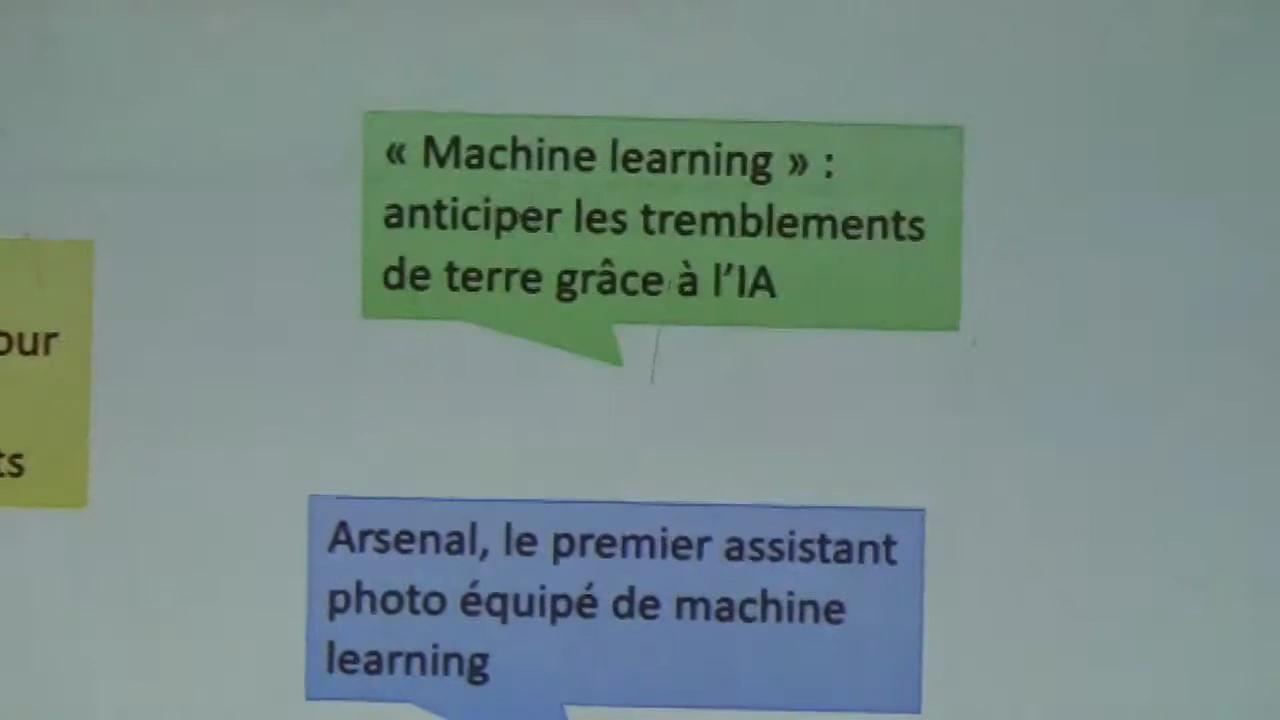 « Machine learning » :
anticiper les tremblements
de terre grâce à l’IA
Arsenal, le premier assistant
photo équipé de machine
learning